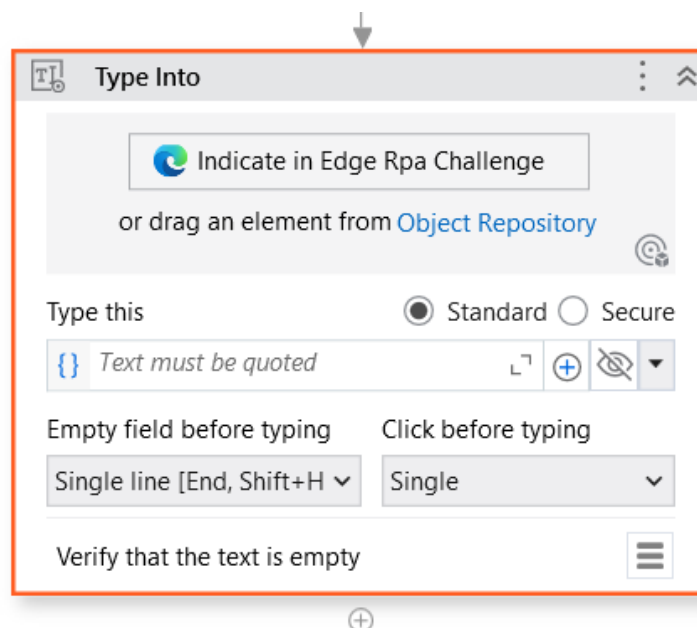 Type Into
Indicate in Edge Rpa Challenge
or drag an element from Object Repository
Type this Standard Secure
{} Text must be quoted
Empty field before typing Click before typing
Single line [End, Shift+H Single
Verify that the text is empty